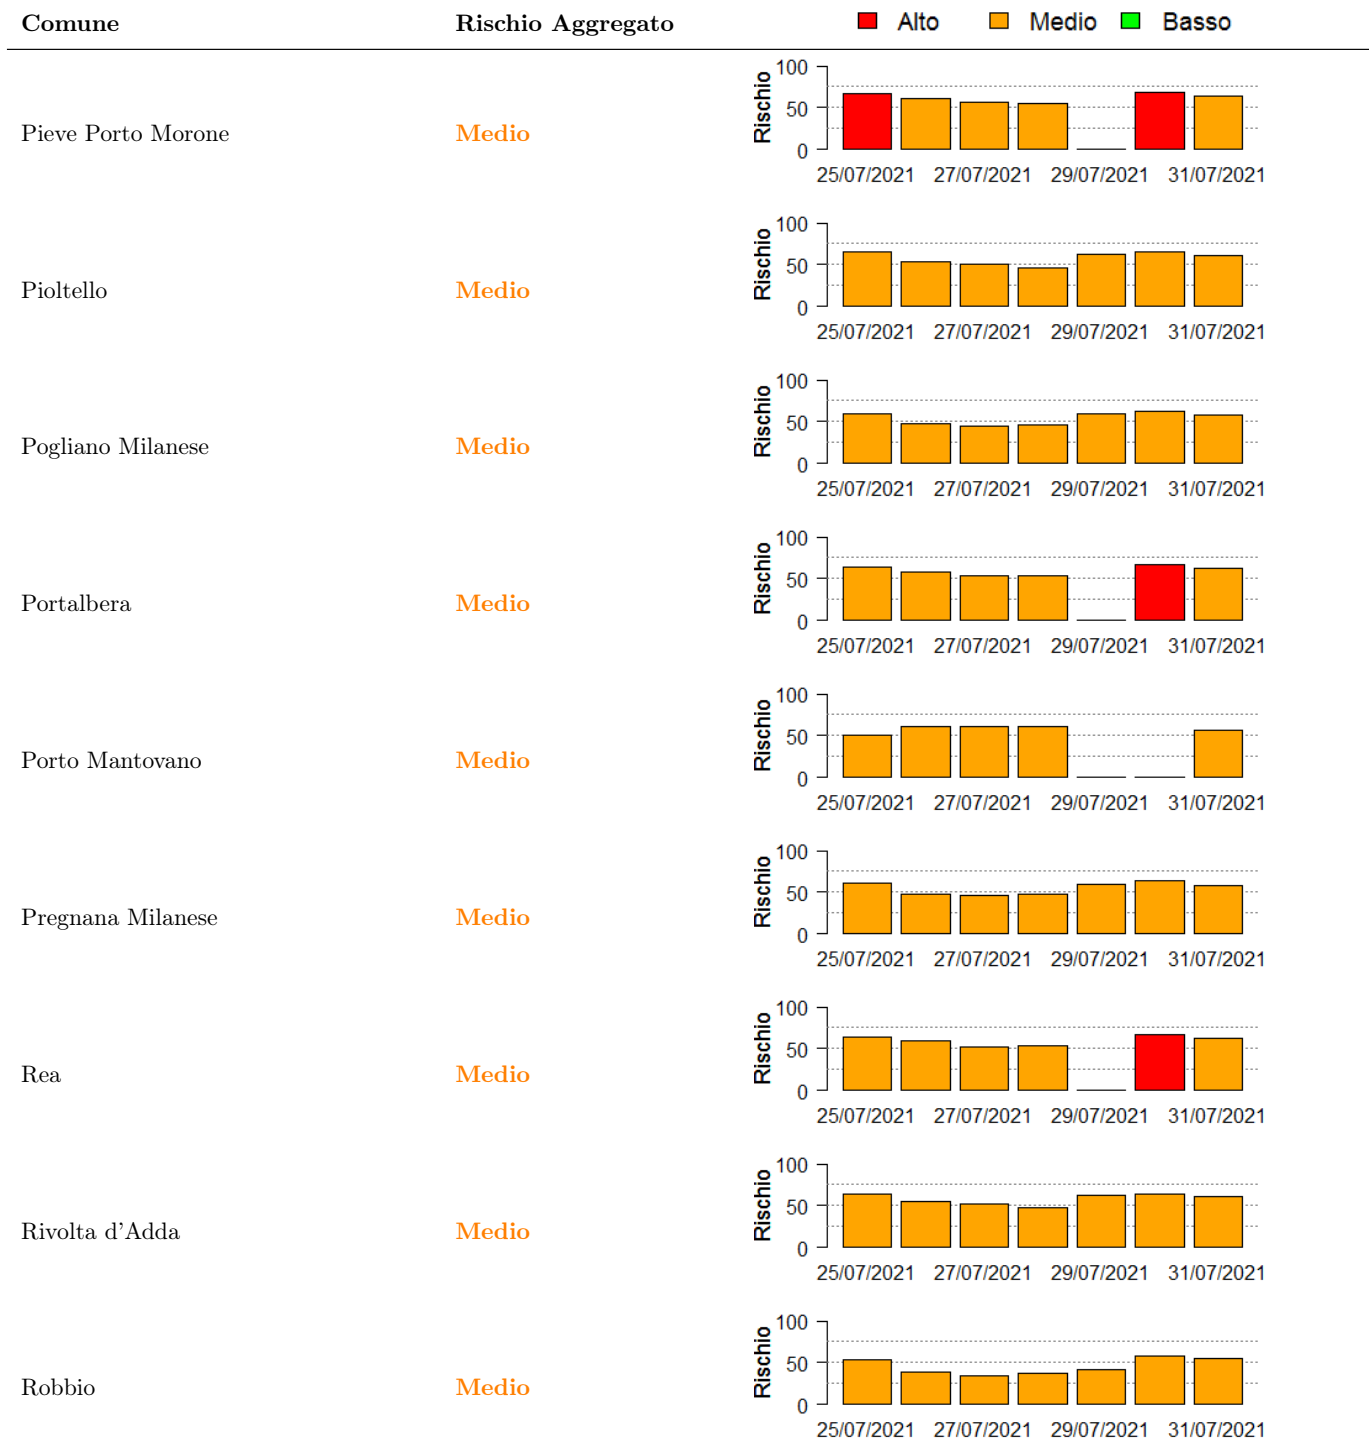 Comune Rischio Aggregato Alto Medio Basso
Pieve Porto Morone Medio Rischio 100 50 0
25/07/2021 27/07/2021 29/07/2021 31/07/2021
Pioltello Medio Rischio 100 50 0
25/07/2021 27/07/2021 29/07/2021 31/07/2021
Pogliano Milanese Medio Rischio 100 50 0
25/07/2021 27/07/2021 29/07/2021 31/07/2021
Portalbera Medio Rischio 100 50 0
25/07/2021 27/07/2021 29/07/2021 31/07/2021
Porto Mantovano Medio Rischio 100 50 0
25/07/2021 27/07/2021 29/07/2021 31/07/2021
Pregnana Milanese Medio Rischio 100 50 0
25/07/2021 27/07/2021 29/07/2021 31/07/2021
Rea Medio Rischio 100 50 0
25/07/2021 27/07/2021 29/07/2021 31/07/2021
Rivolta d'Adda Medio Rischio 100 50 0
25/07/2021 27/07/2021 29/07/2021 31/07/2021
Robbio Medio Rischio 100 50 0
25/07/2021 27/07/2021 29/07/2021 31/07/2021